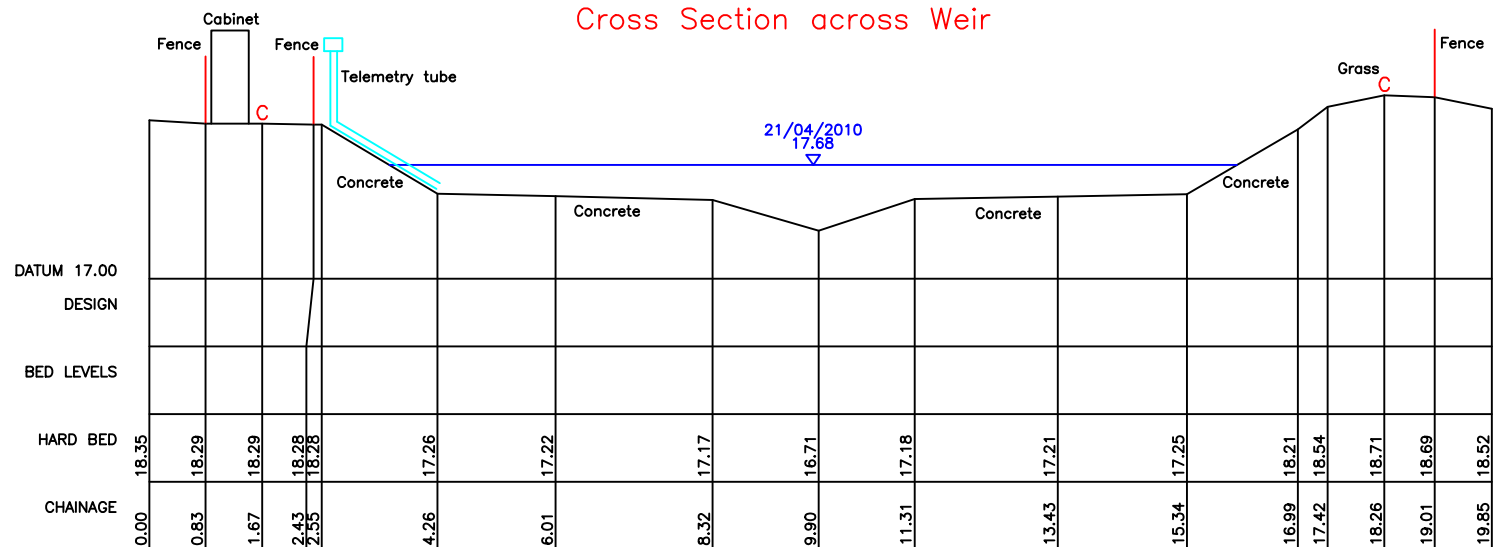 Cross Section across Weir
Cabinet
Fence
Fence
Fence
Telemetry tube
Grass
C
C
21/04/2010
17.68
Concrete
Concrete
Concrete
Concrete
DATUM 17.00
DESIGN
BED LEVELS
HARD BED 18.35 18.29 18.29 18.28 18.28 17.26 17.22 17.17 16.71 17.18 17.21 17.25 18.21 18.54 18.71 18.69 18.52
CHAINAGE 0.00 0.83 1.67 2.43 2.55 4.26 6.01 8.32 9.90 11.31 13.43 15.34 16.99 17.42 18.26 19.01 19.85